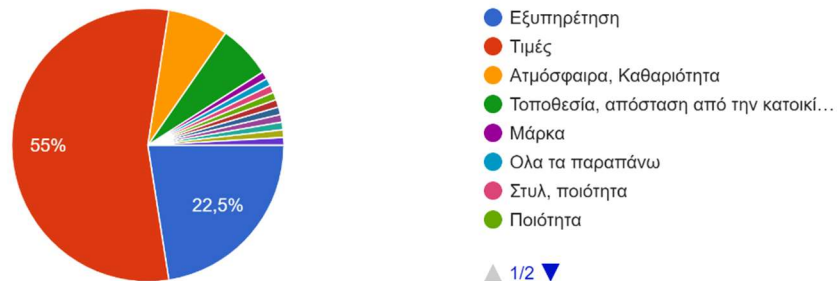 55%
22,5%
Εξυπηρέτηση
Τιμές
Ατμόσφαιρα, Καθαριότητα
Τοποθεσία, απόσταση από την κατοικί…
Μάρκα
Ολα τα παραπάνω
Στυλ, ποιότητα
Ποιότητα
1/2